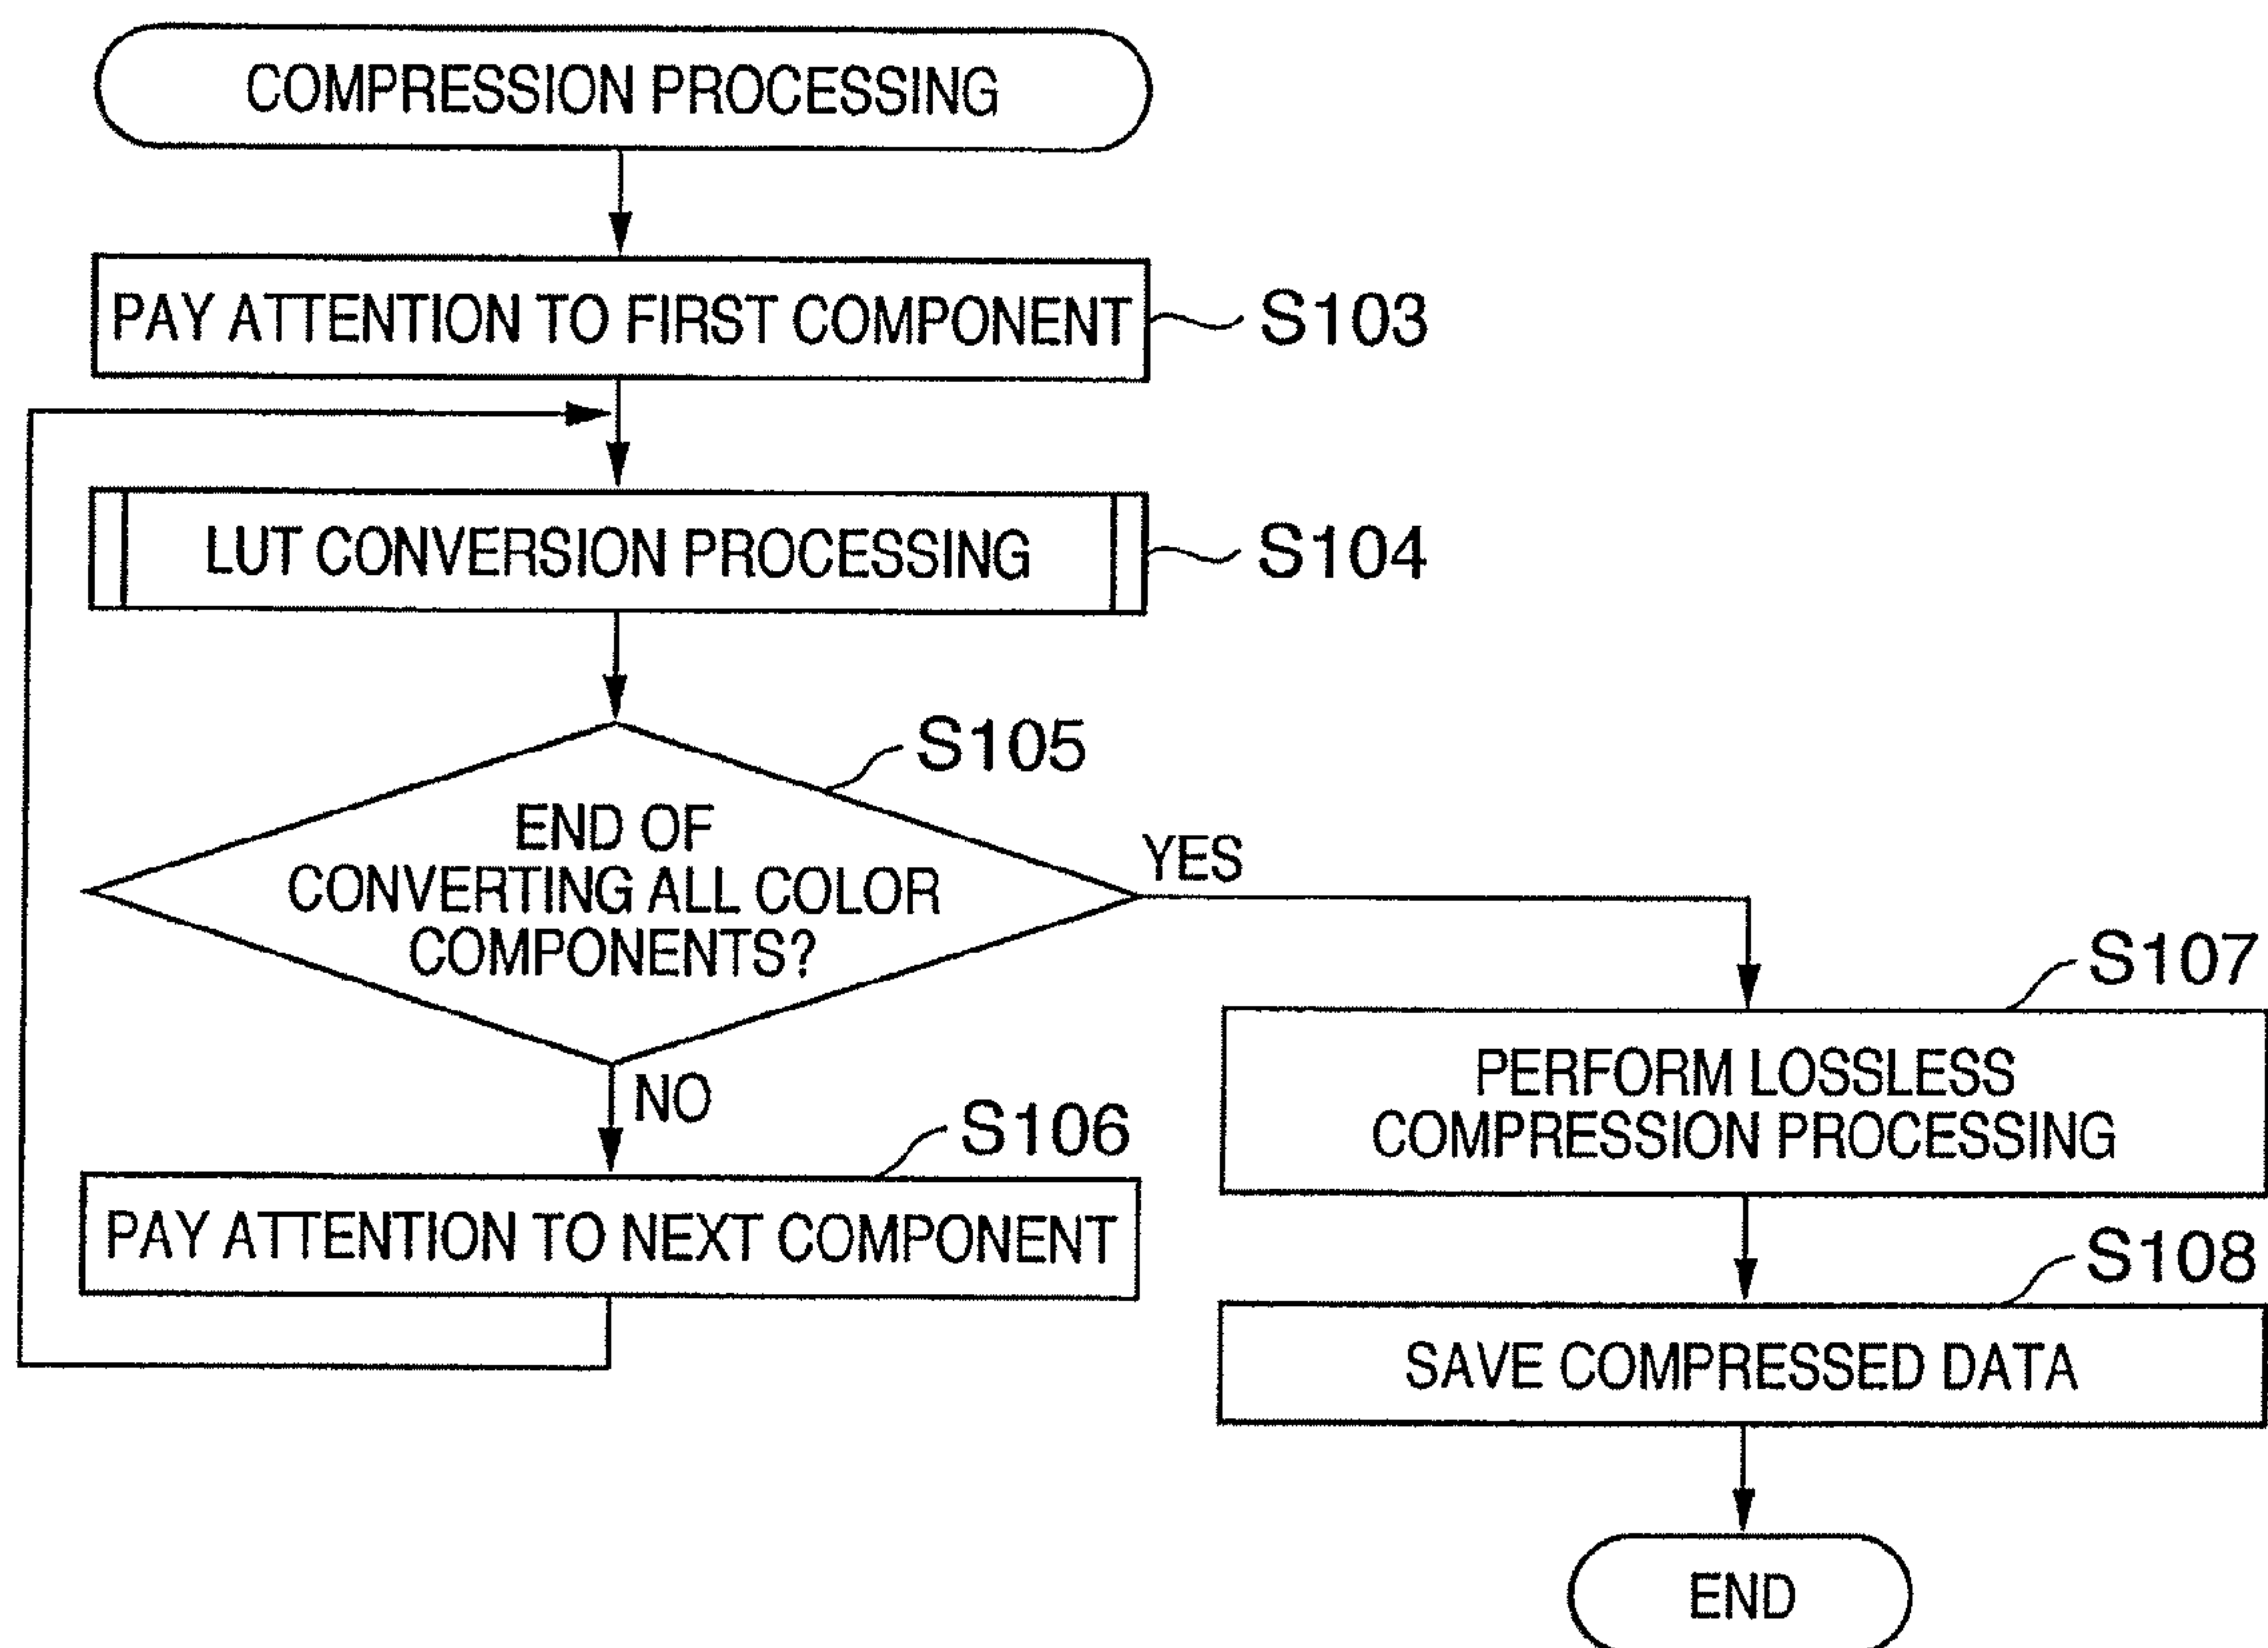 COMPRESSION PROCESSING
PAY ATTENTION TO FIRST COMPONENT
S103
LUT CONVERSION PROCESSING
S104
S105
END OF
CONVERTING ALL COLOR
COMPONENTS?
YES
NO
S106
PAY ATTENTION TO NEXT COMPONENT
S107
PERFORM LOSSLESS
COMPRESSION PROCESSING
S108
SAVE COMPRESSED DATA
END